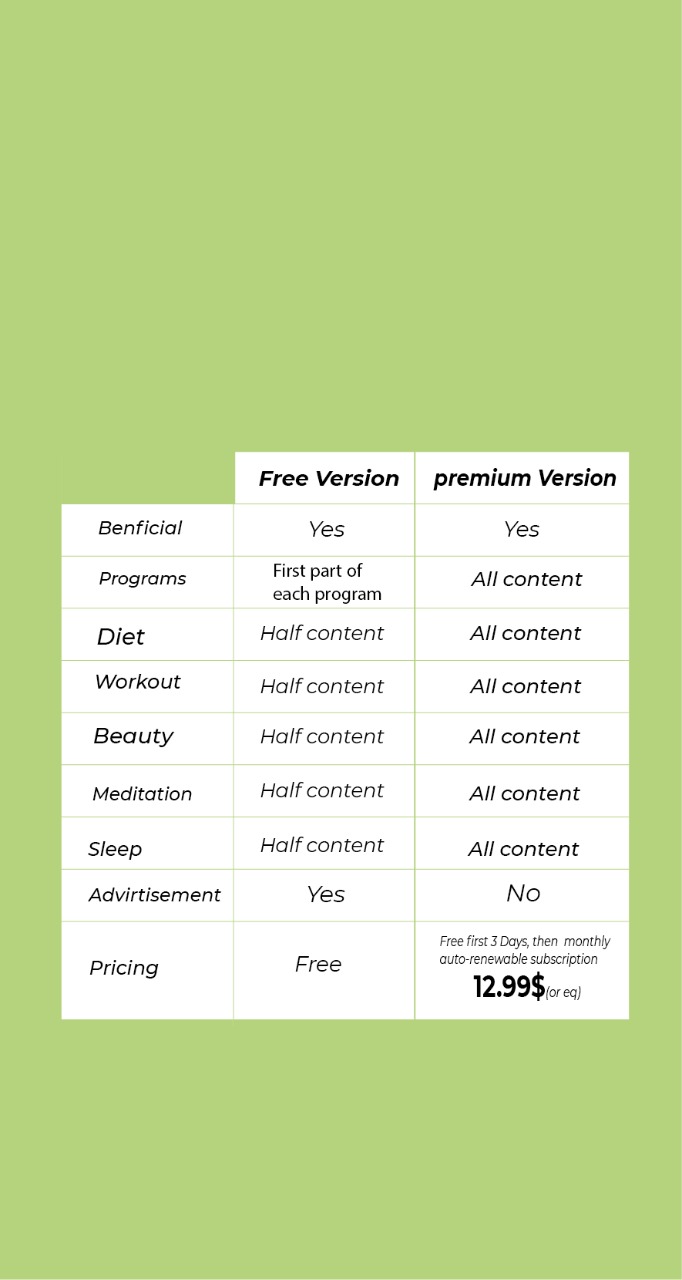 Free Version premium Version
Benficial Yes Yes
Programs First part of
each program All content
Diet Half content All content
Workout Half content All content
Beauty Half content All content
Meditation Half content All content
Sleep Half content All content
Advirtisement Yes No
Pricing Free Free first 3 Days, then monthly
auto-renewable subscription
12.99$(or eq)